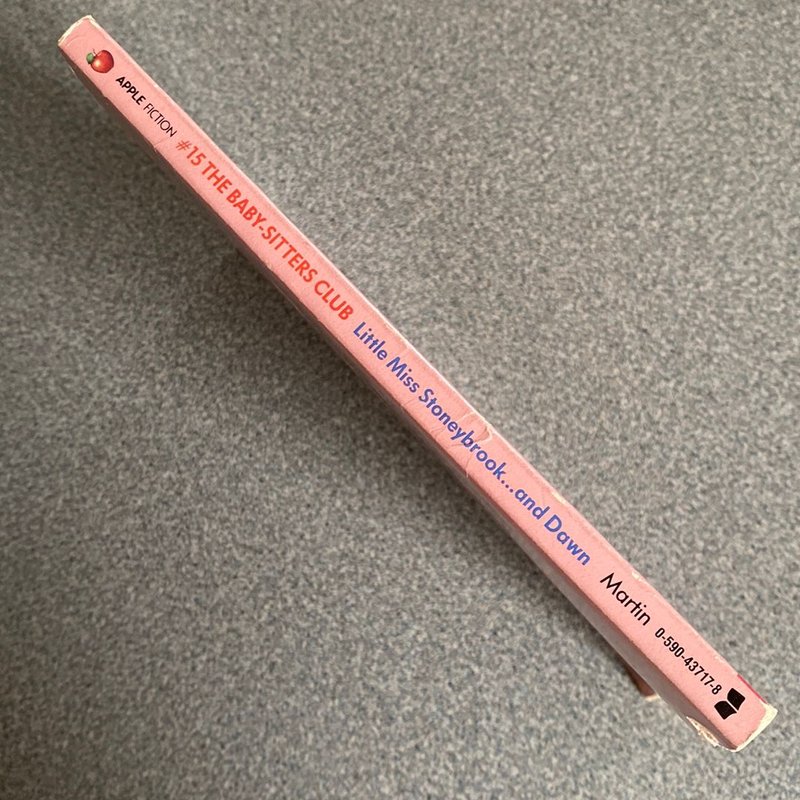 APPLE FICTION #15 THE BABY-SITTERS CLUB Little Miss Stoneybrook...and Dawn Martin 0-590-43717-8